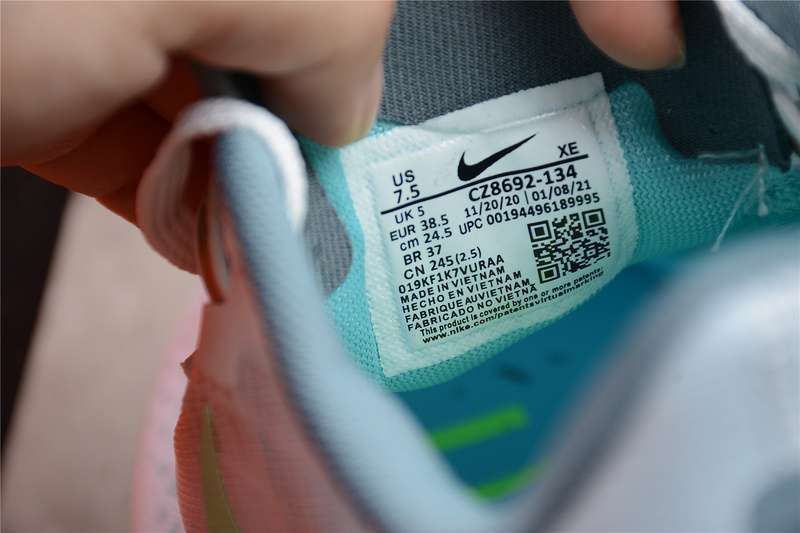 XE
US
7.5
CZ8692-134
UK 5
11/20/20 01/08/21
EUR 38.5
UPC 00194496189995
cm 24.5
BR 37
CN 245(2.5)
019KF1K7VURAA
MADE IN VIETNAM
HECHO EN VIETNAM
FABRIQUE AU VIETNAM
FABRICADO NO VIETNÃ
This product is covered by one or more patents.
www.nike.com/patentsvirtualmarking